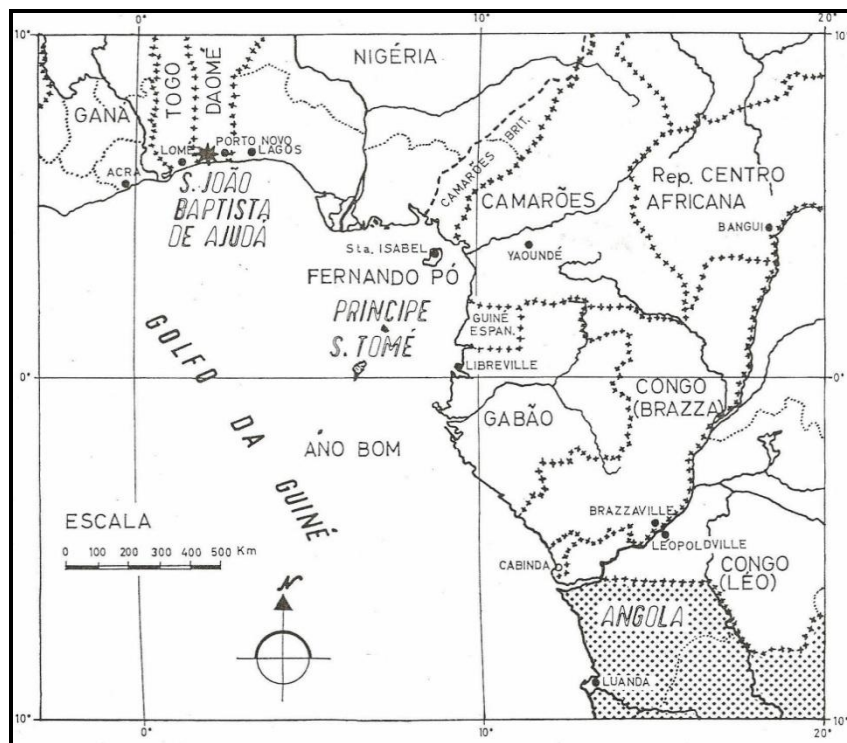 10°
0°
10°
20°
10°
NIGÉRIA
GANA
TOGO
DAOMÉ
LOMÉ
PORTO NOVO
LAGOS
ACRA
S. JOÃO
BAPTISTA
DE AJUDÁ
CAMARÕES BRIT.
CAMARÕES
Rep. CENTRO
AFRICANA
BANGUI
Sta. ISABEL
YAOUNDÉ
FERNANDO PÓ
PRINCIPE
S. TOMÉ
GUINÉ
ESPAN.
LIBREVILLE
0°
0°
GOLFO DA GUINÉ
CONGO
(BRAZZA)
GABÃO
ANO BOM
ESCALA
0 100 200 300 400 500 Km
BRAZZAVILLE
LEOPOLDVILLE
CABINDA
CONGO
(LÉO)
N
ANGOLA
LUANDA
10°
0°
10°
20°
10°